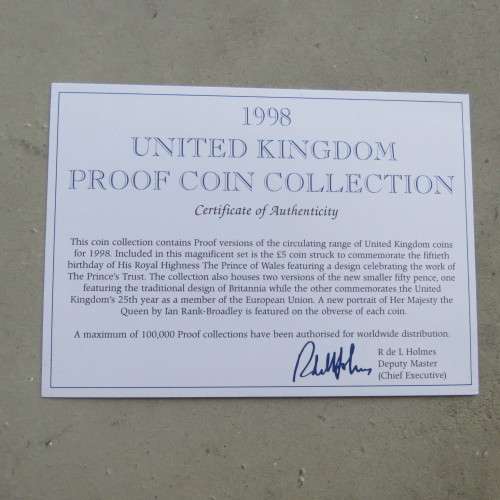 1998
UNITED KINGDOM
PROOF COIN COLLECTION
Certificate of Authenticity
This coin collection contains Proof versions of the circulating range of United Kingdom coins
for 1998. Included in this magnificent set is the £5 coin struck to commemorate the fiftieth
birthday of His Royal Highness The Prince of Wales featuring a design celebrating the work of
The Prince's Trust. The collection also houses two versions of the new smaller fifty pence, one
featuring the traditional design of Britannia while the other commemorates the United
Kingdom's 25th year as a member of the European Union. A new portrait of Her Majesty the
Queen by Ian Rank-Broadley is featured on the obverse of each coin.
A maximum of 100,000 Proof collections have been authorised for worldwide distribution.
R de L Holmes
Deputy Master
(Chief Executive)